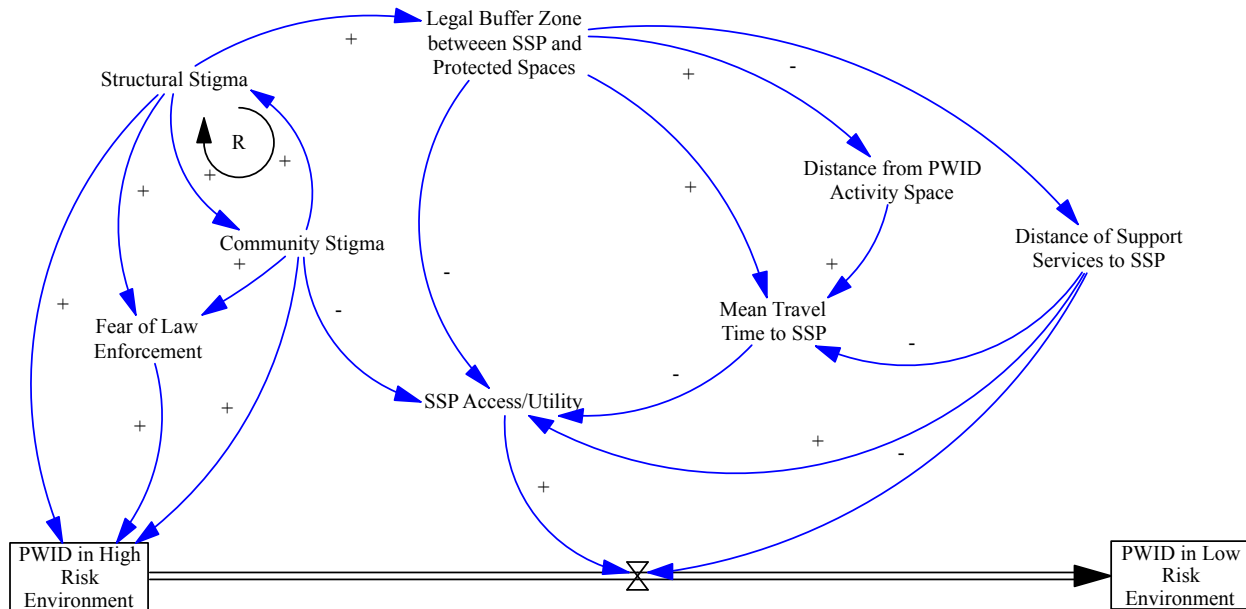 Legal Buffer Zone
betweeen SSP and
Protected Spaces
+
-
+
Structural Stigma
R
+
+
+
+
Distance from PWID
Activity Space
Community Stigma
Distance of Support
Services to SSP
+
-
+
+
-
Mean Travel
Time to SSP
Fear of Law
Enforcement
-
-
SSP Access/Utility
+
+
+
-
+
PWID in High
Risk
Environment
PWID in Low
Risk
Environment